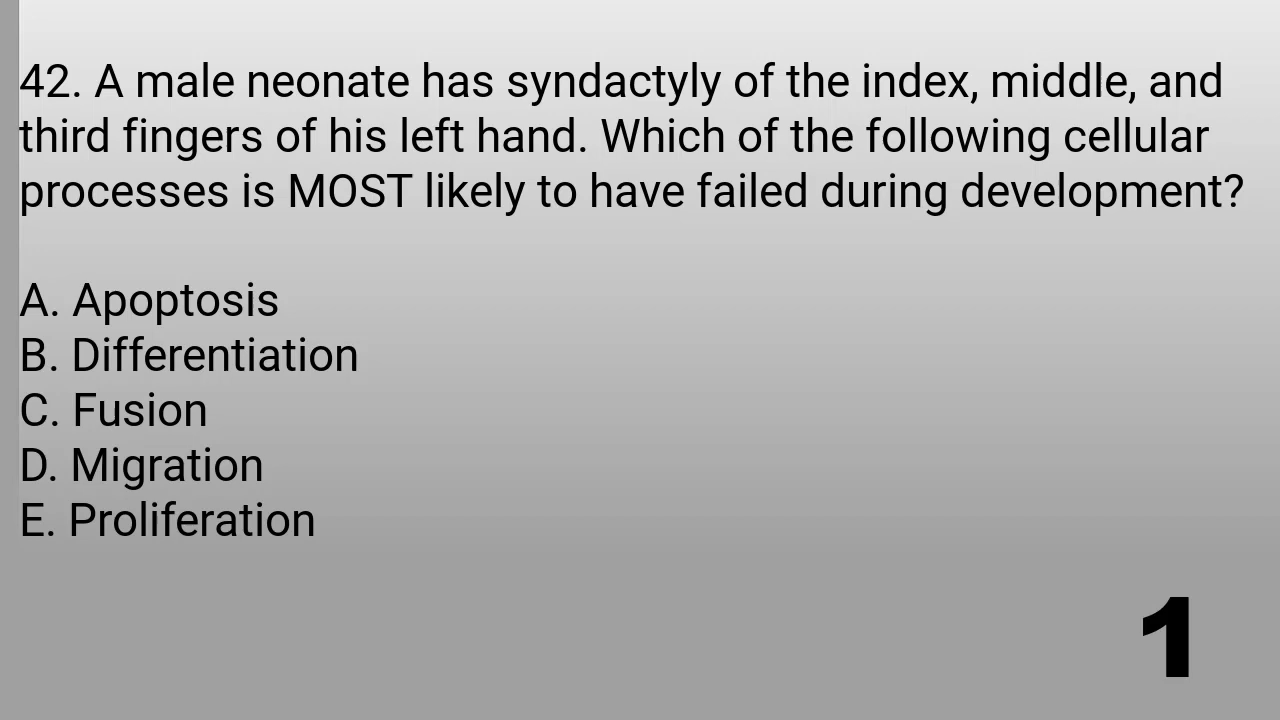 42. A male neonate has syndactyly of the index, middle, and
third fingers of his left hand. Which of the following cellular
processes is MOST likely to have failed during development?
A. Apoptosis
B. Differentiation
C. Fusion
D. Migration
E. Proliferation
1